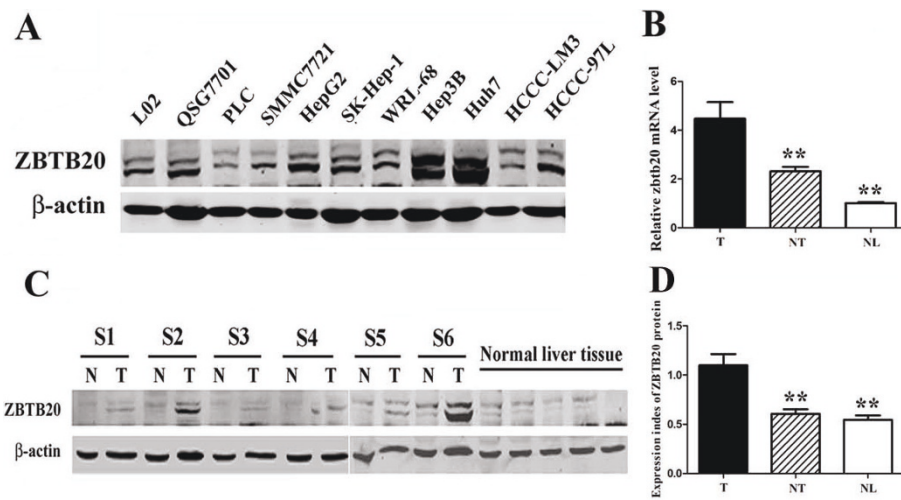 A
L02 QSG7701 PLC SMMC7721 HepG2 SK-Hep-1 WRL-68 Hep3B Huh7 HCCC-LM3 HCCC-97L
ZBTB20
β-actin
B
Relative zbtb20 mRNA level
6
4
2
0
**
**
T NT NL
C
S1 S2 S3 S4 S5 S6 Normal liver tissue
N T N T N T N T N T N T
ZBTB20
β-actin
D
Expression index of ZBTB20 protein
1.5
1.0
0.5
0.0
**
**
T NT NL